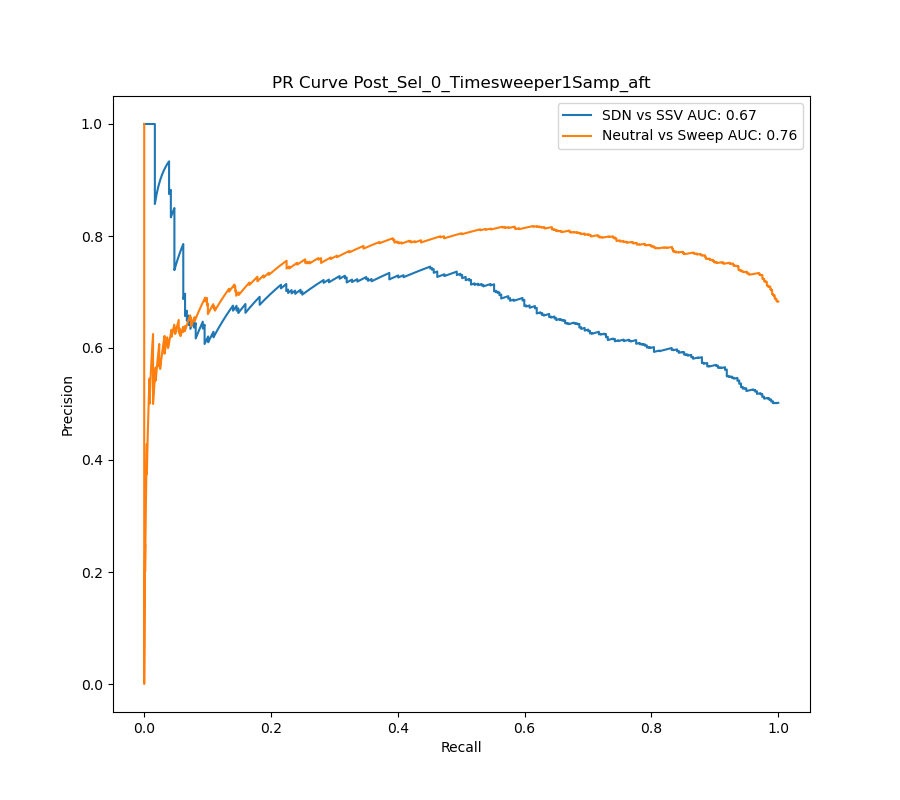 PR Curve Post_Sel_0_Timesweeper1Samp_aft
SDN vs SSV AUC: 0.67
Neutral vs Sweep AUC: 0.76
1.0
0.8
0.6
0.4
0.2
0.0
Precision
0.0 0.2 0.4 0.6 0.8 1.0
Recall